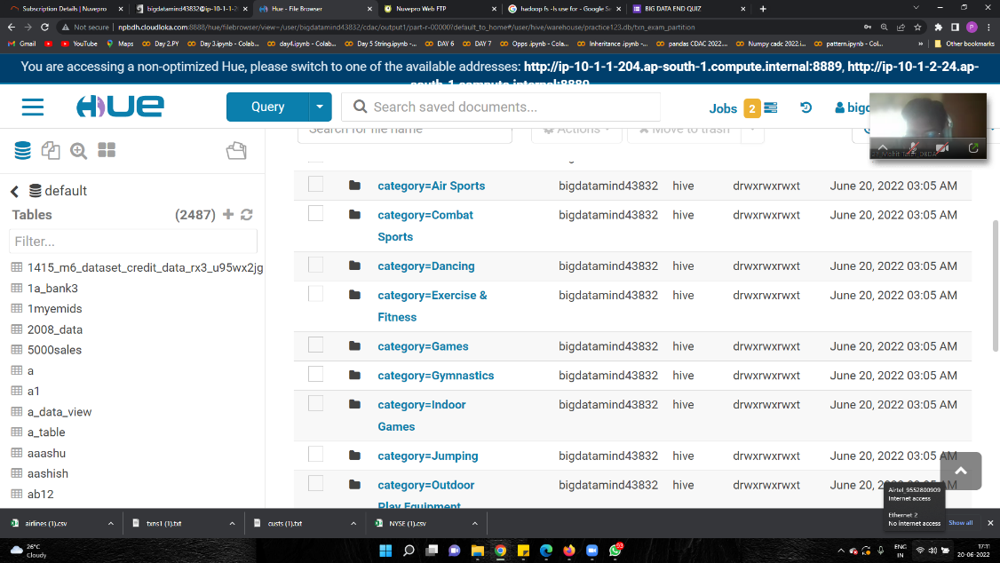 Subscription Details | Nuvepro
bigdatamind43832@ip-10-1-1-2
Hue - File Browser
Nuvepro Web FTP
hadoop fs -ls use for - Google Se
BIG DATA END QUIZ
Not secure | npbdh.cloudloka.com:8888/hue/filebrowser/view=/user/bigdatamind43832/cdac/output1/part-r-00000?default_to_home#/user/hive/warehouse/practice123.db/txn_exam_partition
P
Gmail
YouTube
Maps
Day 2.PY
Day 3.ipynb - Colab...
day4.ipynb - Colab...
Day 5 String.ipynb -...
DAY 6
DAY 7
Opps .ipynb - Cola...
Inheritance .ipynb -...
pandas CDAC 2022....
Numpy cadc 2022.i...
pattern.ipynb - Col...
»
Other bookmarks
You are accessing a non-optimized Hue, please switch to one of the available addresses: http://ip-10-1-1-204.ap-south-1.compute.internal:8889, http://ip-10-1-2-24.ap-
south-1.compute.internal:8889
HUE
Query
Search saved documents...
Jobs
2
bigd
Search for file name
Actions
Move to trash
default
Tables
(2487)
Filter...
1415_m6_dataset_credit_data_rx3_u95wx2jg
1a_bank3
1myemids
2008_data
5000sales
a
a1
a_data_view
a_table
aaashu
aashish
ab12
category=Air Sports bigdatamind43832 hive drwxrwxrwxt June 20, 2022 03:05 AM
category=Combat bigdatamind43832 hive drwxrwxrwxt June 20, 2022 03:05 AM
Sports
category=Dancing bigdatamind43832 hive drwxrwxrwxt June 20, 2022 03:05 AM
category=Exercise & bigdatamind43832 hive drwxrwxrwxt June 20, 2022 03:05 AM
Fitness
category=Games bigdatamind43832 hive drwxrwxrwxt June 20, 2022 03:05 AM
category=Gymnastics bigdatamind43832 hive drwxrwxrwxt June 20, 2022 03:05 AM
category=Indoor bigdatamind43832 hive drwxrwxrwxt June 20, 2022 03:05 AM
Games
category=Jumping bigdatamind43832 hive drwxrwxrwxt June 20, 2022 03:05 AM
category=Outdoor bigdatamind43832 hive drwxrwxrwxt June 20, 2022 03:05 AM
Play Equipment
Airtel_9552800909
Internet access
Ethernet 2
No internet access
airlines (1).csv
txns1 (1).txt
custs (1).txt
NYSE (1).csv
Show all
26°C
Cloudy
ENG
IN
17:11
20-06-2022